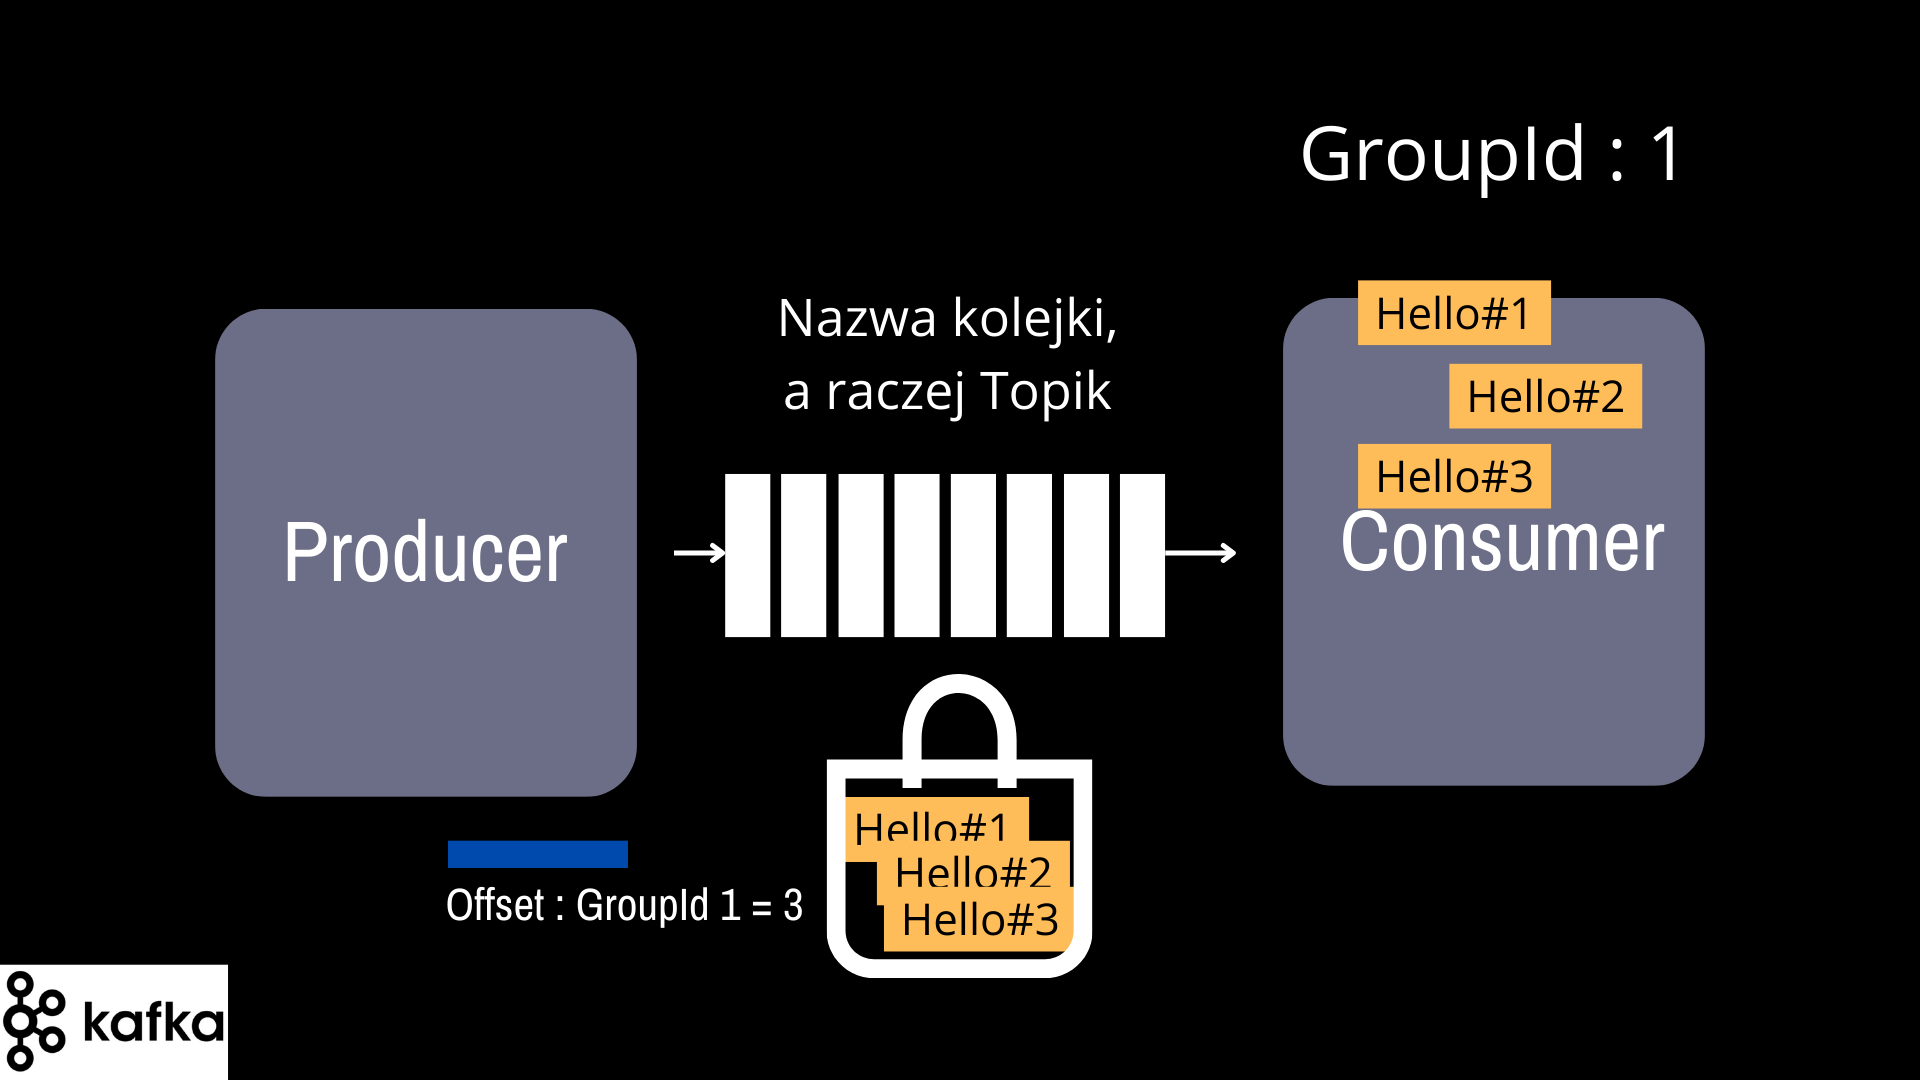 GroupId : 1
Nazwa kolejki,
a raczej Topik
Producer
Hello#1
Hello#2
Hello#3
Consumer
Hello#1
Hello#2
Hello#3
Offset : GroupId 1 = 3
kafka